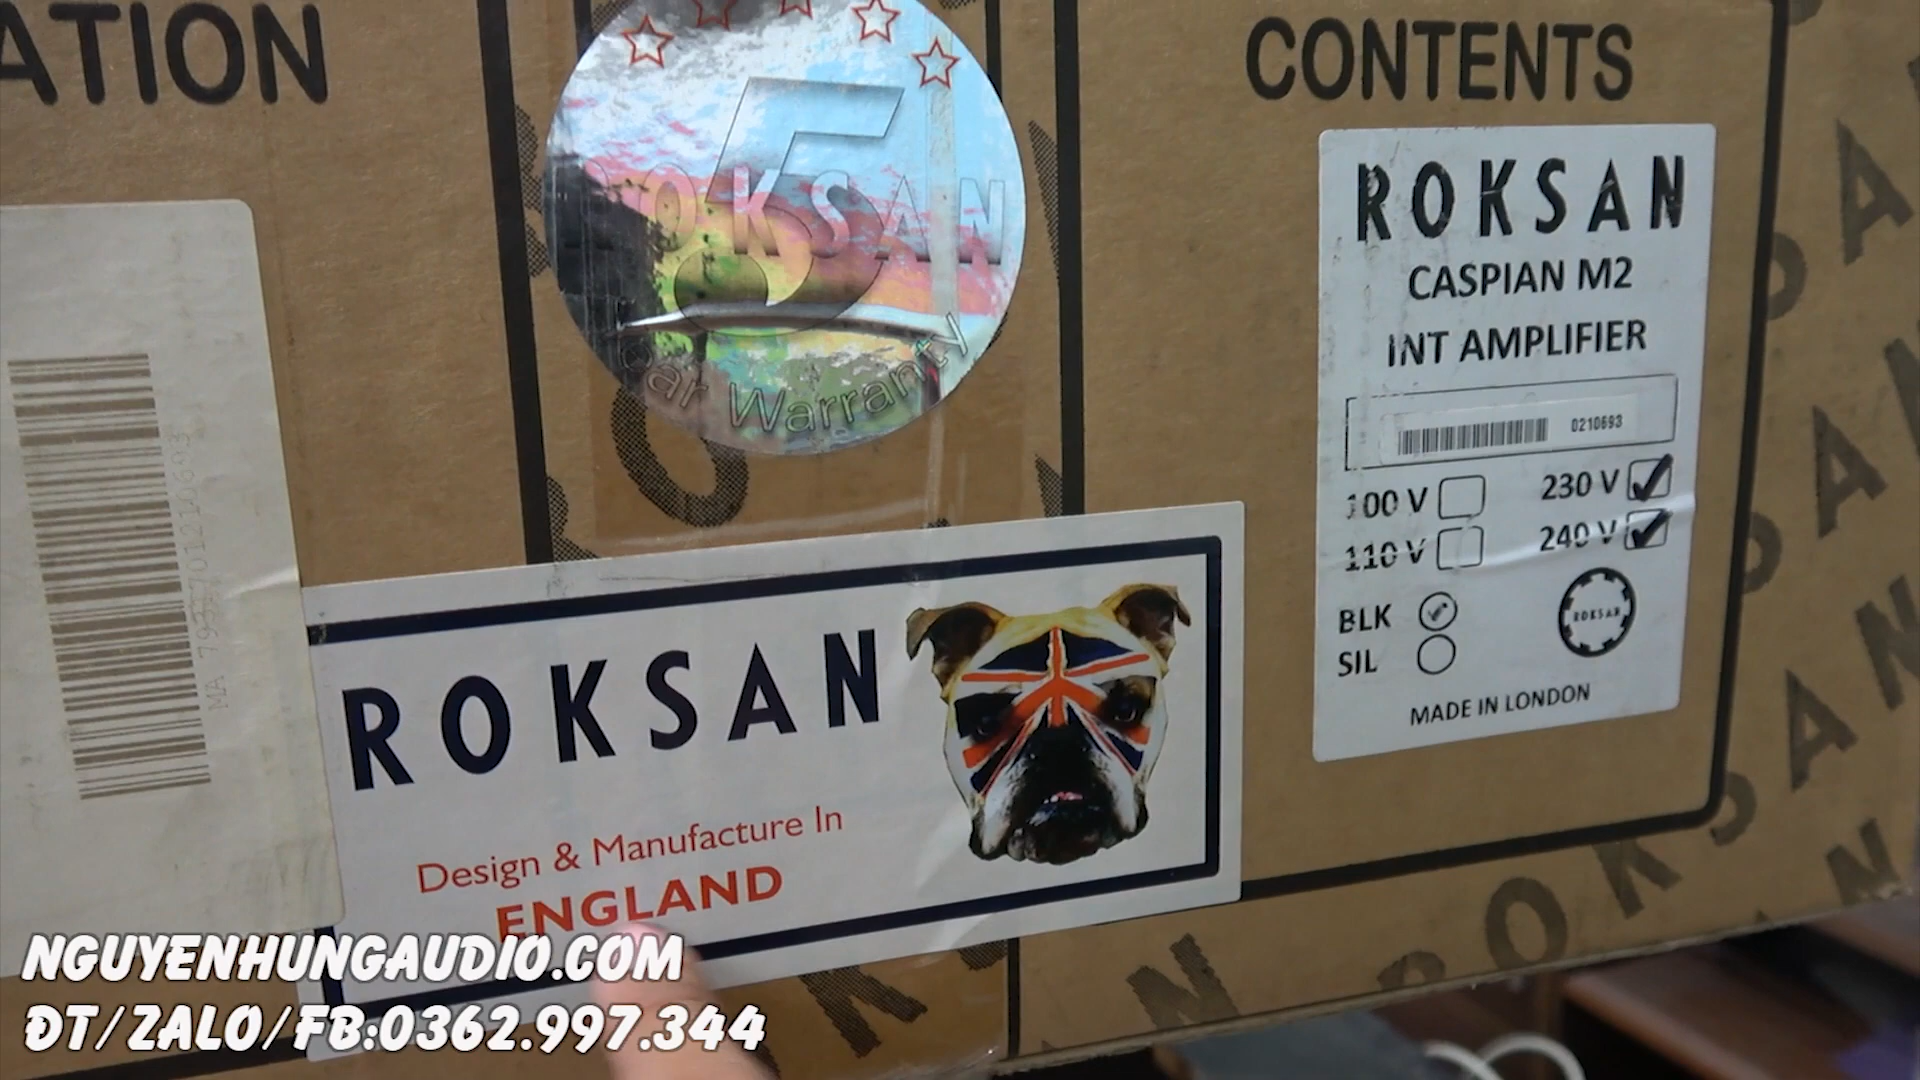 ATION
CONTENTS
5
ROKSAN
Year Warranty
ROKSAN
CASPIAN M2
INT AMPLIFIER
0210693
100 V
230 V
110 V
240 V
BLK
SIL
ROKSAN
MADE IN LONDON
ROKSAN
Design & Manufacture In
ENGLAND
ROKSAN
NGUYENHUNGAUDIO.COM
ĐT/ZALO/FB:0362.997.344